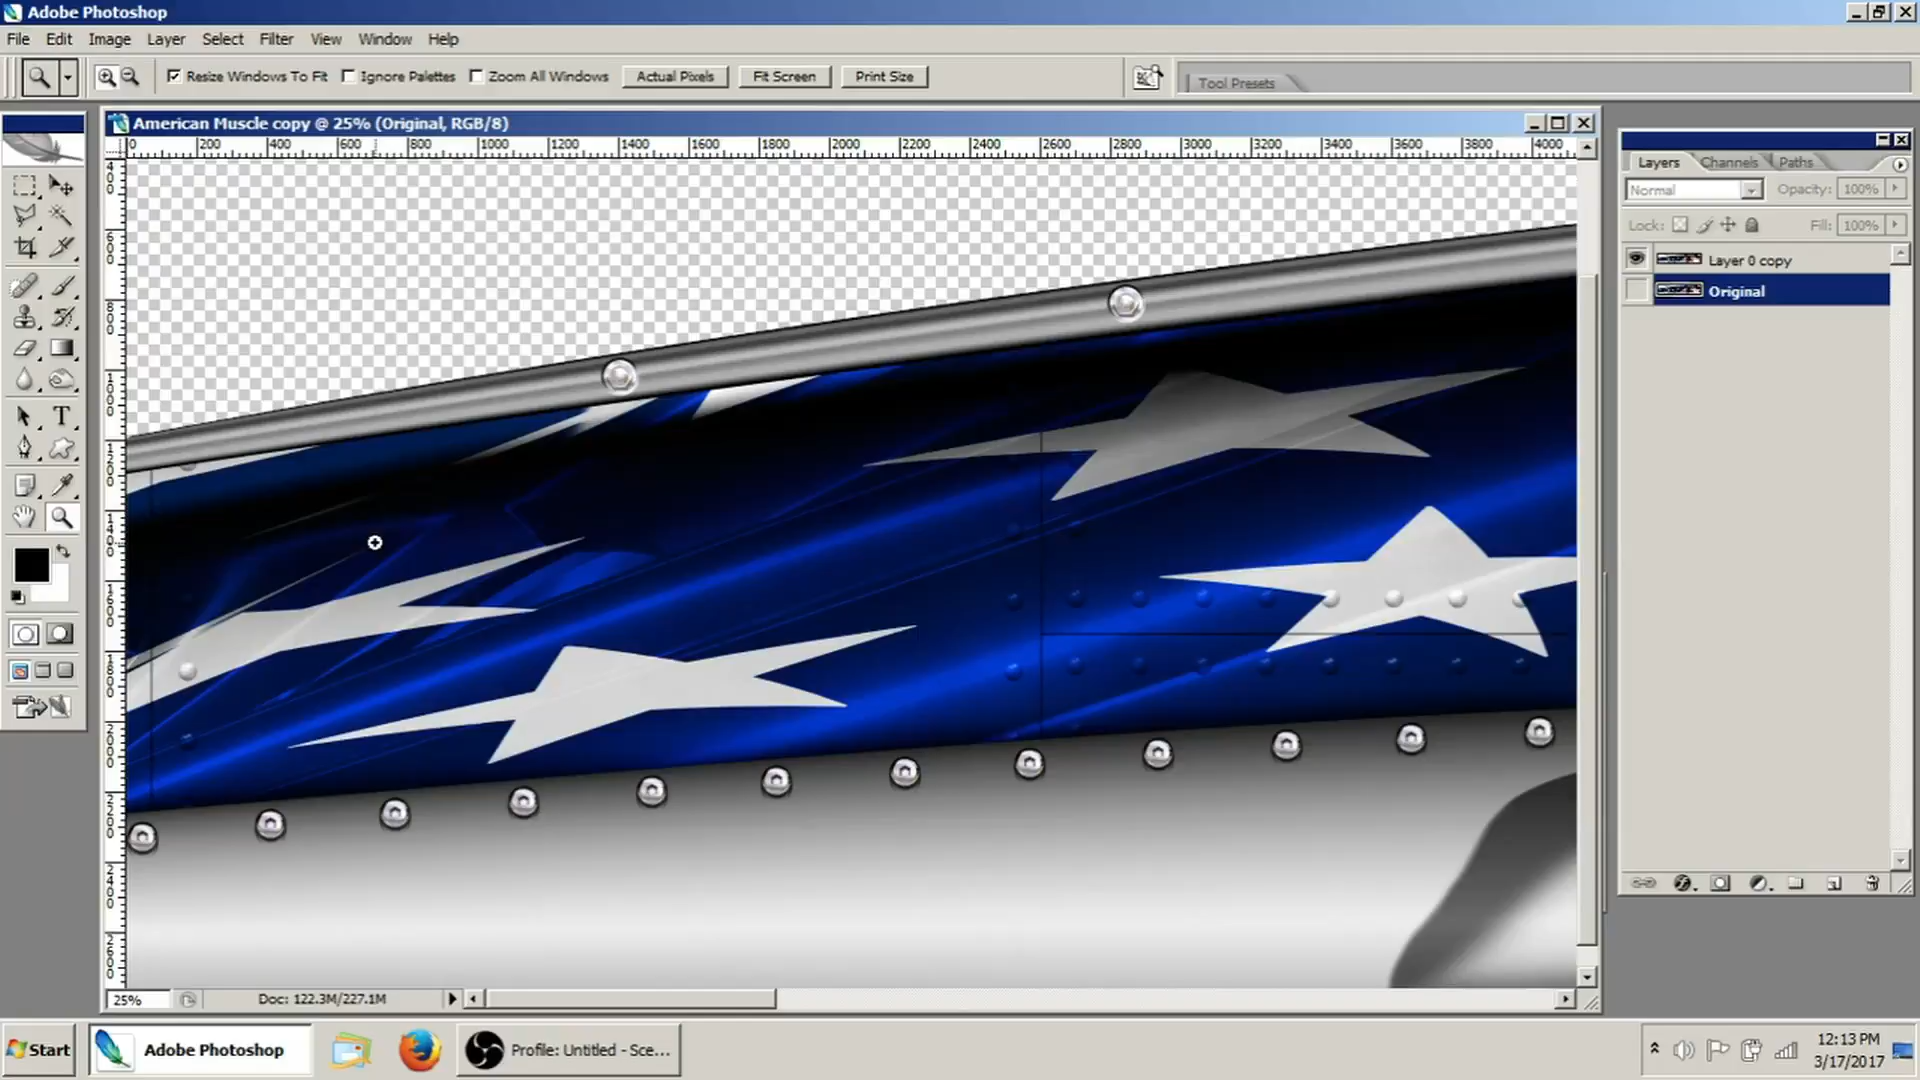 Adobe Photoshop
File Edit Image Layer Select Filter View Window Help
Resize Windows To Fit Ignore Palettes Zoom All Windows Actual Pixels Fit Screen Print Size Tool Presets
American Muscle copy @ 25% (Original, RGB/8)
0 200 400 600 800 1000 1200 1400 1600 1800 2000 2200 2400 2600 2800 3000 3200 3400 3600 3800 4000
Layers Channels Paths
Normal Opacity: 100%
Lock: Fill: 100%
Layer 0 copy
Original
T
25% Doc: 122.3M/227.1M
Start Adobe Photoshop Profile: Untitled - Sce...
12:13 PM
3/17/2017